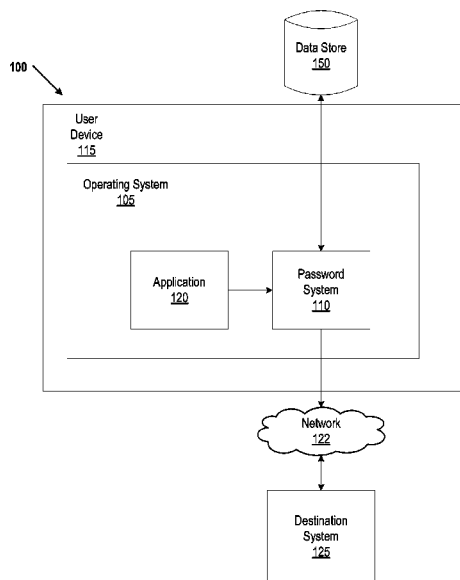 Data Store
150
100
User
Device
115
Operating System
105
Application
120
Password
System
110
Network
122
Destination
System
125